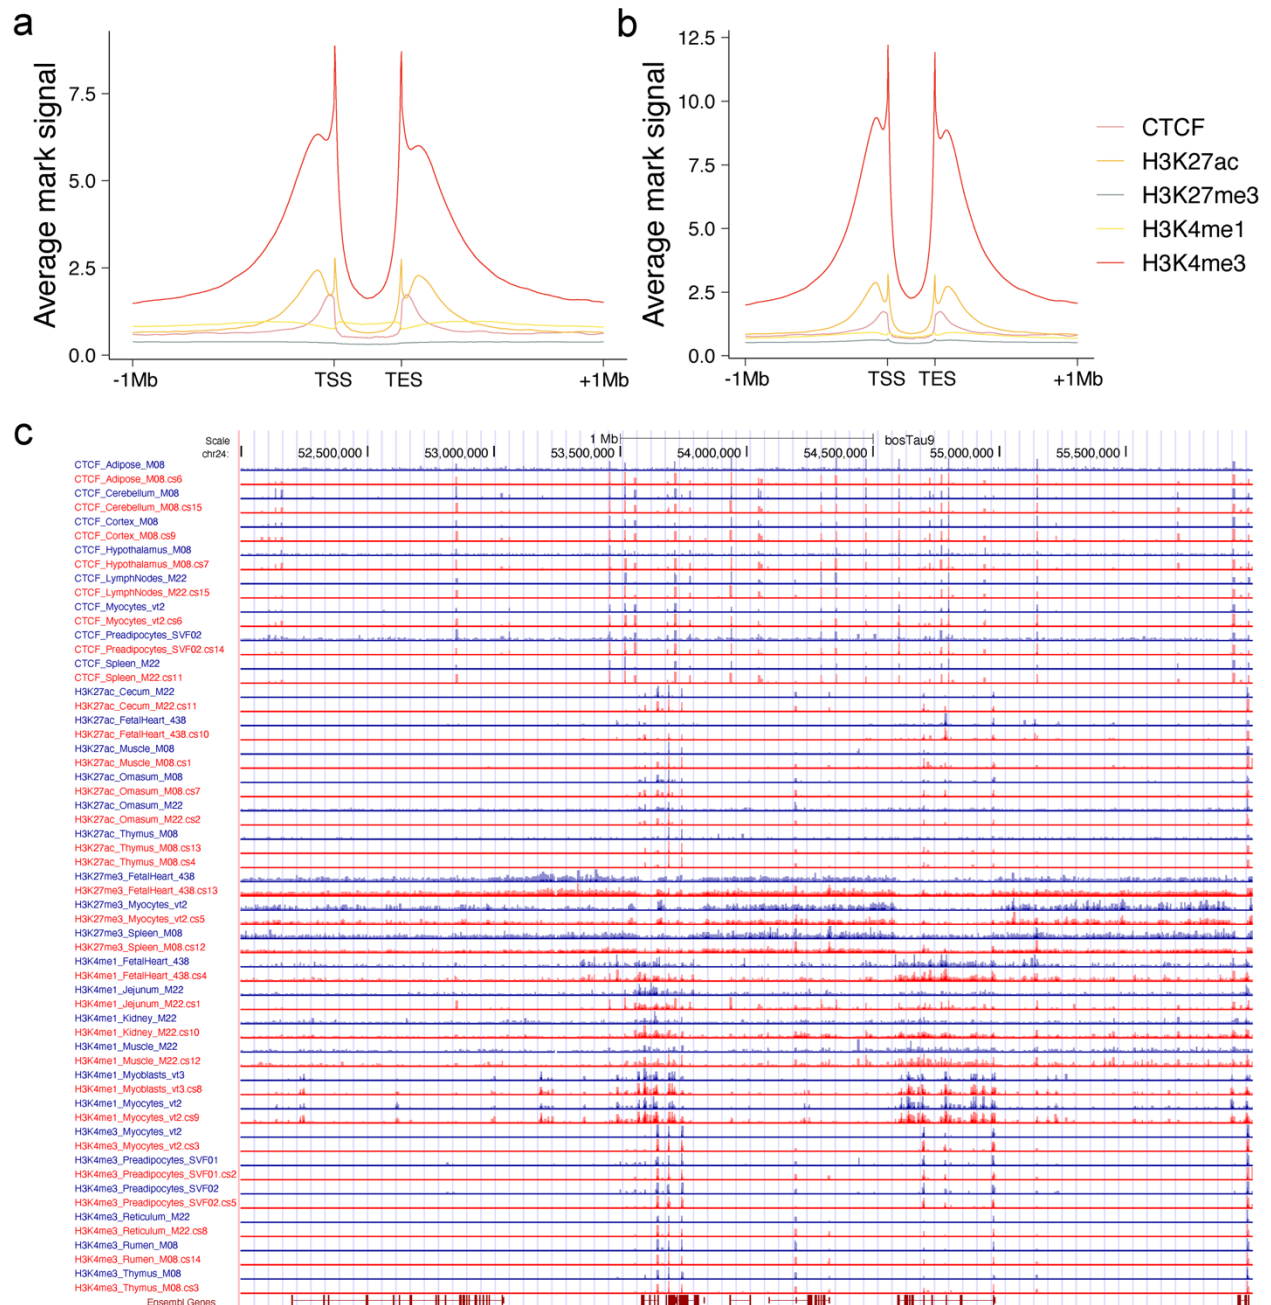 a
Average mark signal
7.5
5.0
2.5
0.0
-1Mb
TSS
TES
+1Mb
b
Average mark signal
12.5
10.0
7.5
5.0
2.5
0.0
-1Mb
TSS
TES
+1Mb
CTCF
H3K27ac
H3K27me3
H3K4me1
H3K4me3
c
Scale
1 Mb
bosTau9
chr24:
52,500,000
53,000,000
53,500,000
54,000,000
54,500,000
55,000,000
55,500,000
CTCF_Adipose_M08
CTCF_Adipose_M08.cs6
CTCF_Cerebellum_M08
CTCF_Cerebellum_M08.cs15
CTCF_Cortex_M08
CTCF_Cortex_M08.cs9
CTCF_Hypothalamus_M08
CTCF_Hypothalamus_M08.cs7
CTCF_LymphNodes_M22
CTCF_LymphNodes_M22.cs15
CTCF_Myocytes_vt2
CTCF_Myocytes_vt2.cs6
CTCF_Preadipocytes_SVF02
CTCF_Preadipocytes_SVF02.cs14
CTCF_Spleen_M22
CTCF_Spleen_M22.cs11
H3K27ac_Cecum_M22
H3K27ac_Cecum_M22.cs11
H3K27ac_FetalHeart_438
H3K27ac_FetalHeart_438.cs10
H3K27ac_Muscle_M08
H3K27ac_Muscle_M08.cs1
H3K27ac_Omasum_M08
H3K27ac_Omasum_M08.cs7
H3K27ac_Omasum_M22
H3K27ac_Omasum_M22.cs2
H3K27ac_Thymus_M08
H3K27ac_Thymus_M08.cs13
H3K27ac_Thymus_M08.cs4
H3K27me3_FetalHeart_438
H3K27me3_FetalHeart_438.cs13
H3K27me3_Myocytes_vt2
H3K27me3_Myocytes_vt2.cs5
H3K27me3_Spleen_M08
H3K27me3_Spleen_M08.cs12
H3K4me1_FetalHeart_438
H3K4me1_FetalHeart_438.cs4
H3K4me1_Jejunum_M22
H3K4me1_Jejunum_M22.cs1
H3K4me1_Kidney_M22
H3K4me1_Kidney_M22.cs10
H3K4me1_Muscle_M22
H3K4me1_Muscle_M22.cs12
H3K4me1_Myoblasts_vt3
H3K4me1_Myoblasts_vt3.cs8
H3K4me1_Myocytes_vt2
H3K4me1_Myocytes_vt2.cs9
H3K4me3_Myocytes_vt2
H3K4me3_Myocytes_vt2.cs3
H3K4me3_Preadipocytes_SVF01
H3K4me3_Preadipocytes_SVF01.cs2
H3K4me3_Preadipocytes_SVF02
H3K4me3_Preadipocytes_SVF02.cs5
H3K4me3_Reticulum_M22
H3K4me3_Reticulum_M22.cs8
H3K4me3_Rumen_M08
H3K4me3_Rumen_M08.cs14
H3K4me3_Thymus_M08
H3K4me3_Thymus_M08.cs3
Ensembl Genes